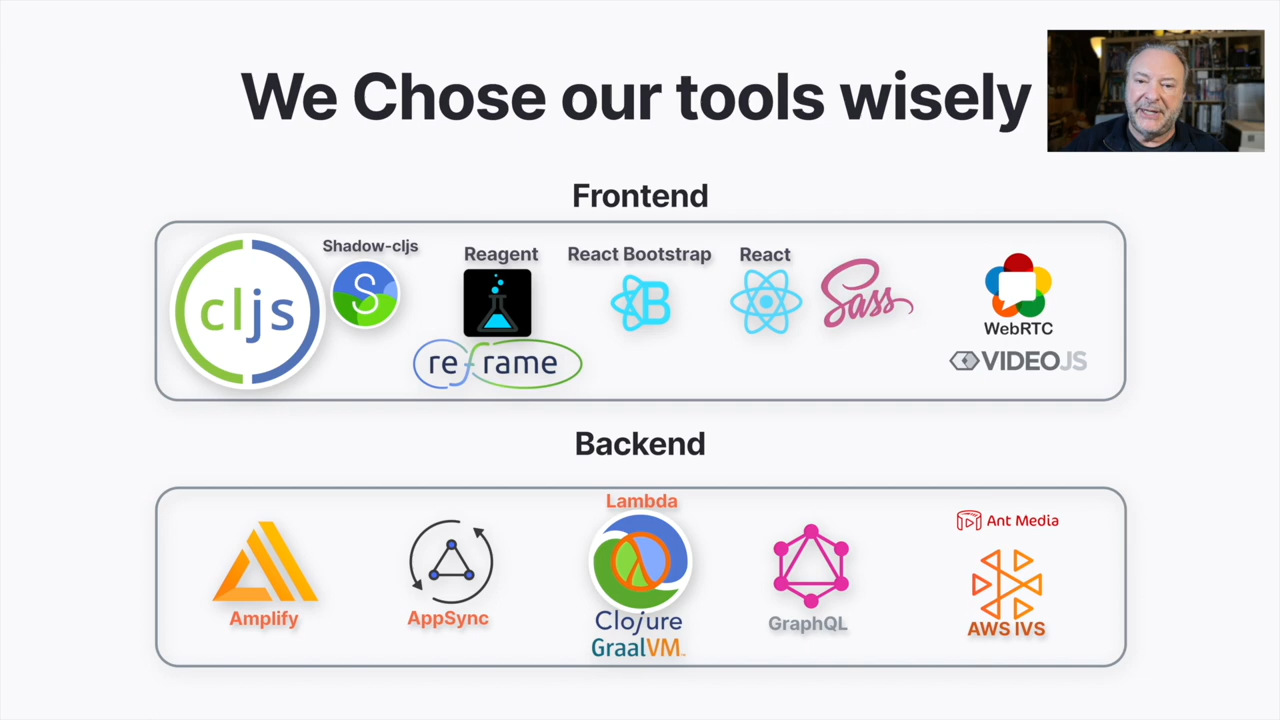 We Chose our tools wisely
Frontend
cljs
Shadow-cljs
S
Reagent
re-frame
React Bootstrap
B
React
Sass
WebRTC
VIDEOJS
Backend
Amplify
AppSync
Lambda
Clojure
GraalVM™
GraphQL
Ant Media
AWS IVS